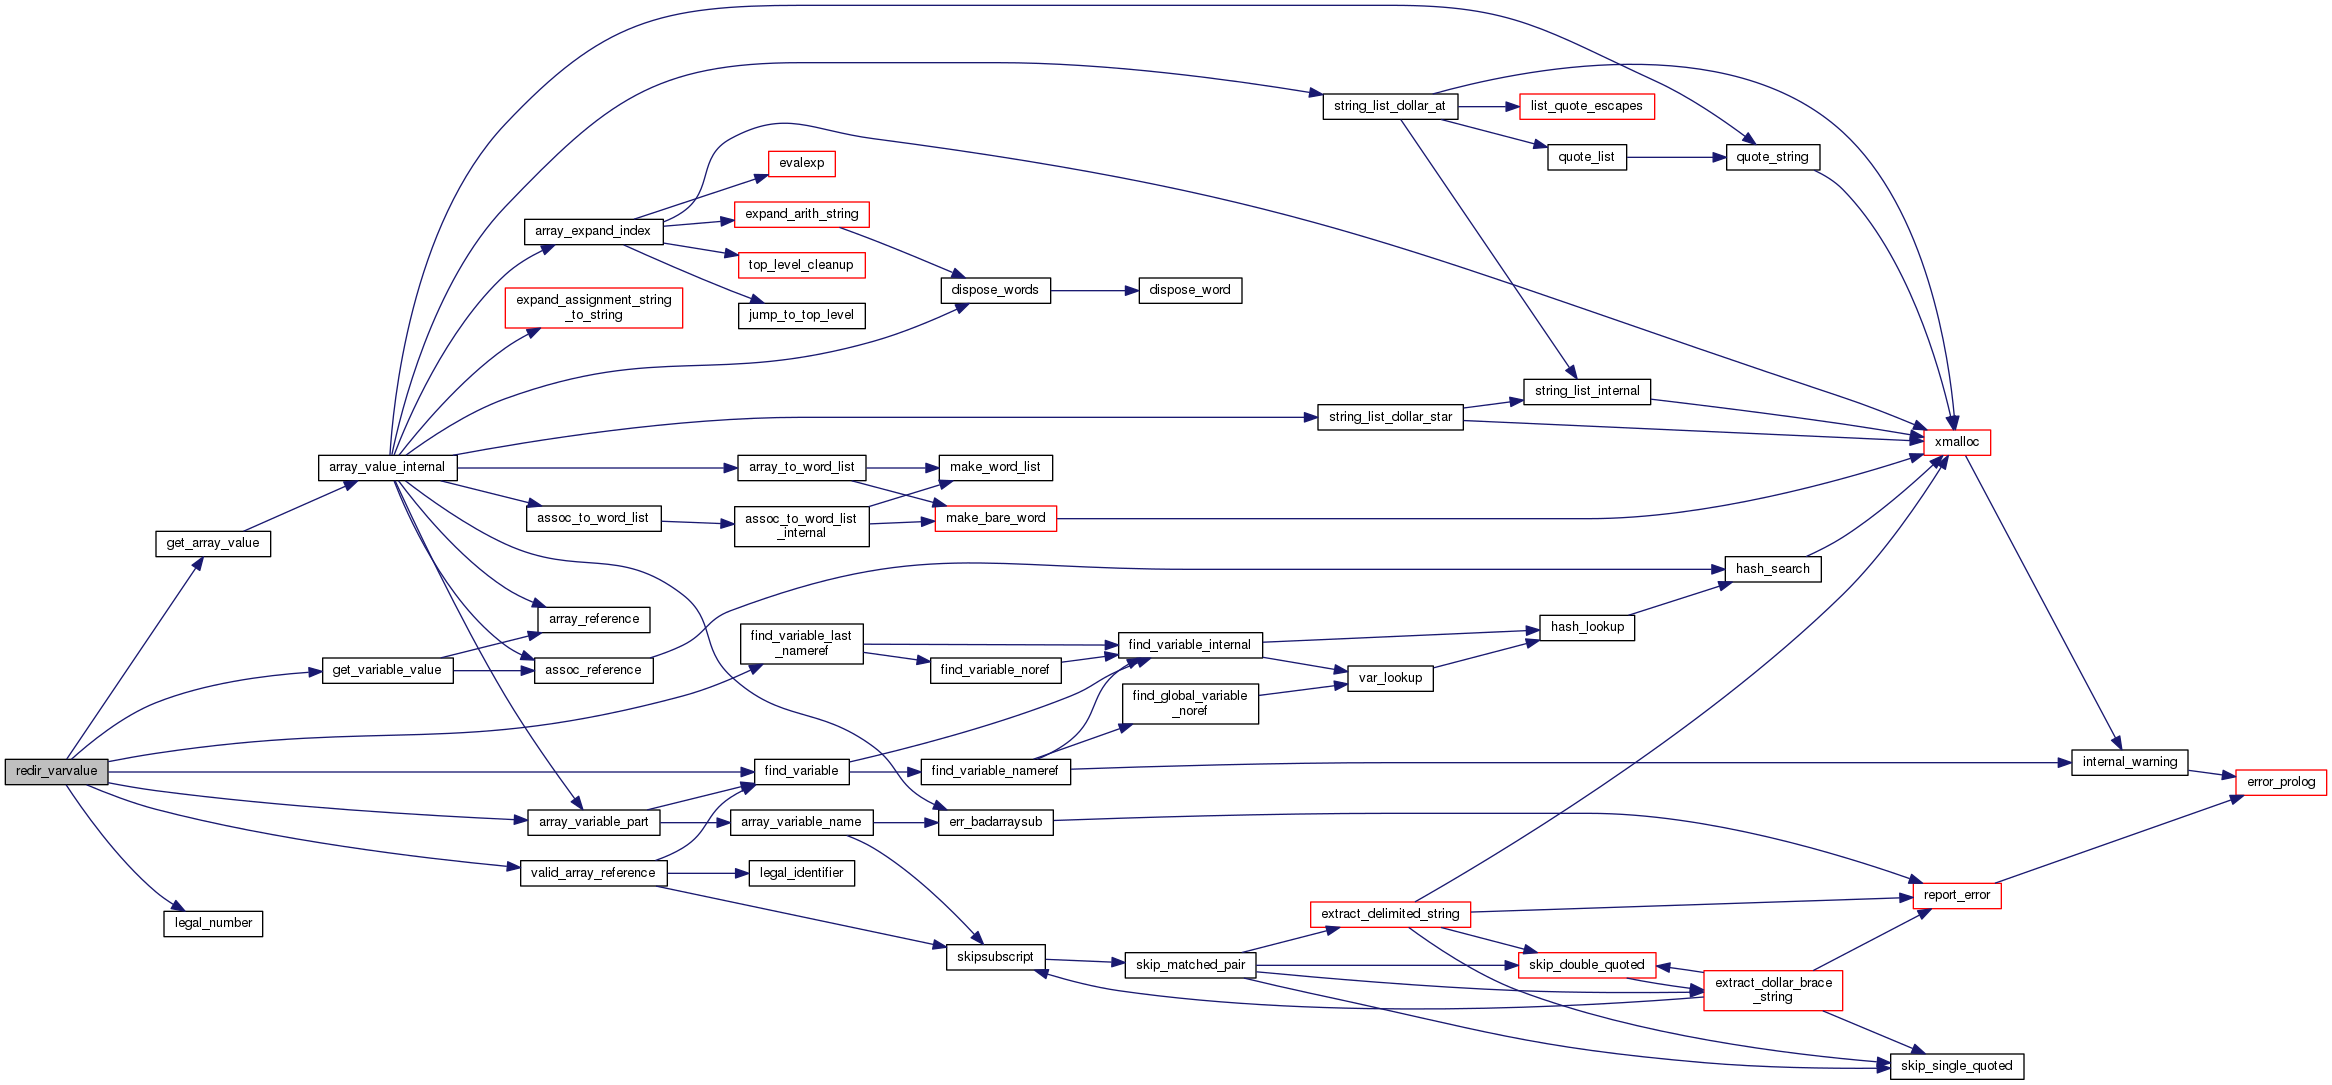 string_list_dollar_at
list_quote_escapes
quote_list
quote_string
evalexp
expand_arith_string
array_expand_index
top_level_cleanup
dispose_words
dispose_word
expand_assignment_string
_to_string
jump_to_top_level
string_list_internal
string_list_dollar_star
xmalloc
array_value_internal
array_to_word_list
make_word_list
assoc_to_word_list
assoc_to_word_list
_internal
make_bare_word
get_array_value
hash_search
array_reference
hash_lookup
find_variable_last
_nameref
find_variable_internal
get_variable_value
assoc_reference
find_variable_noref
var_lookup
find_global_variable
_noref
redir_varvalue
find_variable
find_variable_nameref
internal_warning
error_prolog
array_variable_part
array_variable_name
err_badarraysub
valid_array_reference
legal_identifier
report_error
legal_number
extract_delimited_string
skipsubscript
skip_matched_pair
skip_double_quoted
extract_dollar_brace
_string
skip_single_quoted